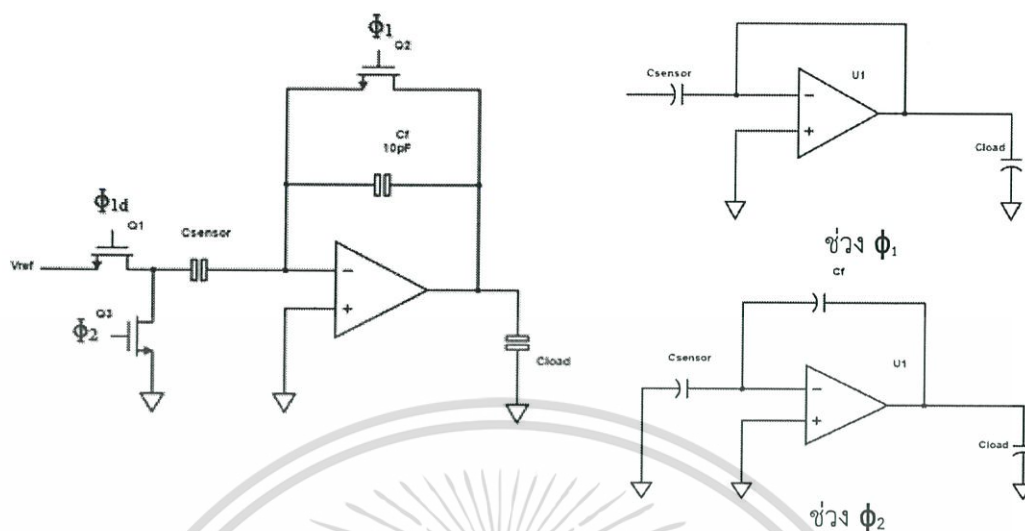 Φ1
Q2
Cf
10pF
Φ1d
Q1
Csensor
Vref
Φ2
Q3
−
+
Cload
Csensor
U1
−
+
Cload
ช่วง ϕ1
Cf
Csensor
U1
−
+
Cload
ช่วง ϕ2